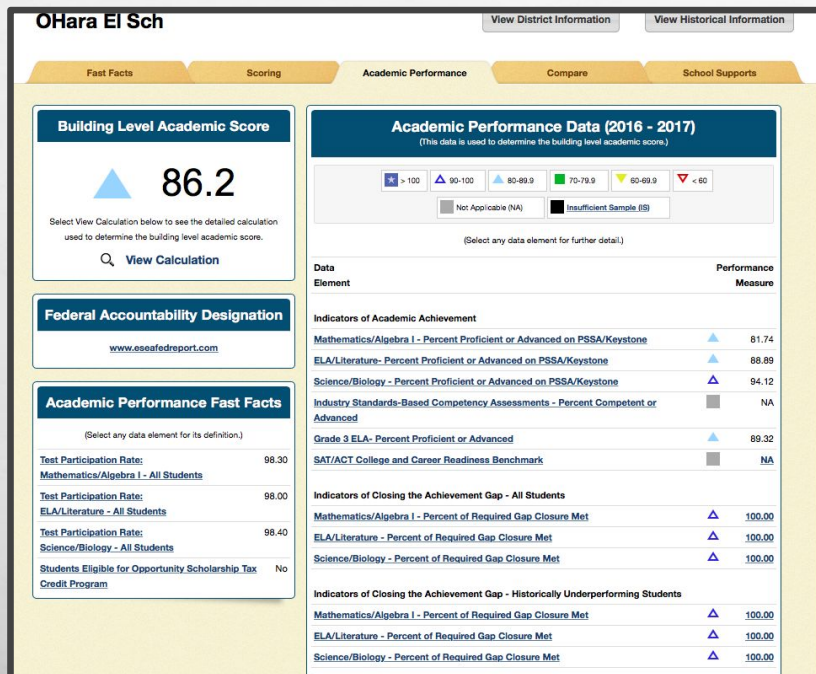 OHara El Sch
View District Information
View Historical Information
Fast Facts
Scoring
Academic Performance
Compare
School Supports
Building Level Academic Score
86.2
Select View Calculation below to see the detailed calculation
used to determine the building level academic score.
View Calculation
Federal Accountability Designation
www.eseafedreport.com
Academic Performance Fast Facts
(Select any data element for its definition.)
Test Participation Rate: 98.30
Mathematics/Algebra I - All Students
Test Participation Rate: 98.00
ELA/Literature - All Students
Test Participation Rate: 98.40
Science/Biology - All Students
Students Eligible for Opportunity Scholarship Tax No
Credit Program
Academic Performance Data (2016 - 2017)
(This data is used to determine the building level academic score.)
> 100 90-100 80-89.9 70-79.9 60-69.9 < 60
Not Applicable (NA) Insufficient Sample (IS)
(Select any data element for further detail.)
Data Performance
Element Measure
Indicators of Academic Achievement
Mathematics/Algebra I - Percent Proficient or Advanced on PSSA/Keystone 81.74
ELA/Literature- Percent Proficient or Advanced on PSSA/Keystone 88.89
Science/Biology - Percent Proficient or Advanced on PSSA/Keystone 94.12
Industry Standards-Based Competency Assessments - Percent Competent or NA
Advanced
Grade 3 ELA- Percent Proficient or Advanced 89.32
SAT/ACT College and Career Readiness Benchmark NA
Indicators of Closing the Achievement Gap - All Students
Mathematics/Algebra I - Percent of Required Gap Closure Met 100.00
ELA/Literature - Percent of Required Gap Closure Met 100.00
Science/Biology - Percent of Required Gap Closure Met 100.00
Indicators of Closing the Achievement Gap - Historically Underperforming Students
Mathematics/Algebra I - Percent of Required Gap Closure Met 100.00
ELA/Literature - Percent of Required Gap Closure Met 100.00
Science/Biology - Percent of Required Gap Closure Met 100.00